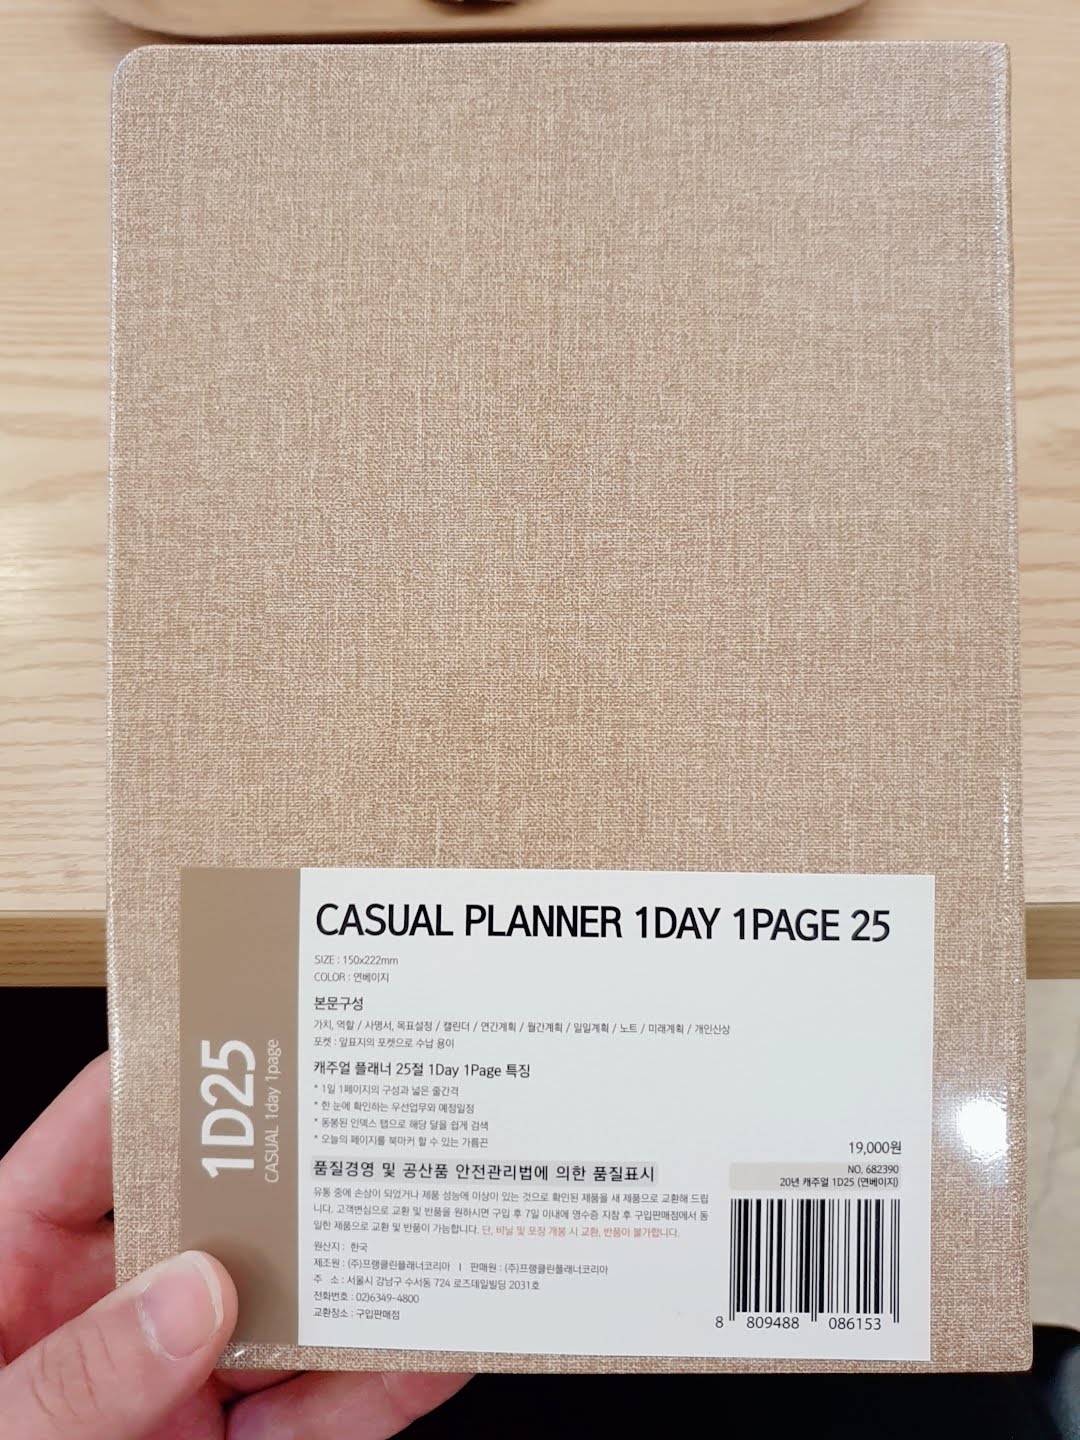 CASUAL PLANNER 1DAY 1PAGE 25
SIZE : 150x222mm
COLOR : 연베이지
본문구성
가치, 역할 / 사명서, 목표설정 / 캘린더 / 연간계획 / 월간계획 / 일일계획 / 노트 / 미래계획 / 개인신상
포켓 : 앞표지의 포켓으로 수납 용이
캐주얼 플래너 25절 1Day 1Page 특징
* 1일 1페이지의 구성과 넓은 줄간격
* 한 눈에 확인하는 우선업무와 예정일정
* 동봉된 인덱스 탭으로 해당 달을 쉽게 검색
* 오늘의 페이지를 북마커 할 수 있는 가름끈
품질경영 및 공산품 안전관리법에 의한 품질표시
유통 중에 손상이 되었거나 제품 성능에 이상이 있는 것으로 확인된 제품을 새 제품으로 교환해 드립
니다. 고객변심으로 교환 및 반품을 원하시면 구입 후 7일 이내에 영수증 지참 후 구입판매점에서 동
일한 제품으로 교환 및 반품이 가능합니다. 단, 비닐 및 포장 개봉 시 교환, 반품이 불가합니다.
원산지 : 한국
제조원 : (주)프랭클린플래너코리아 I 판매원 : (주)프랭클린플래너코리아
주 소 : 서울시 강남구 수서동 724 로즈데일빌딩 2031호
전화번호 : 02)6349-4800
교환장소 : 구입판매점
19,000원
NO. 682390
20년 캐주얼 1D25 (연베이지)
8 809488 086153
1D25
CASUAL 1day 1page